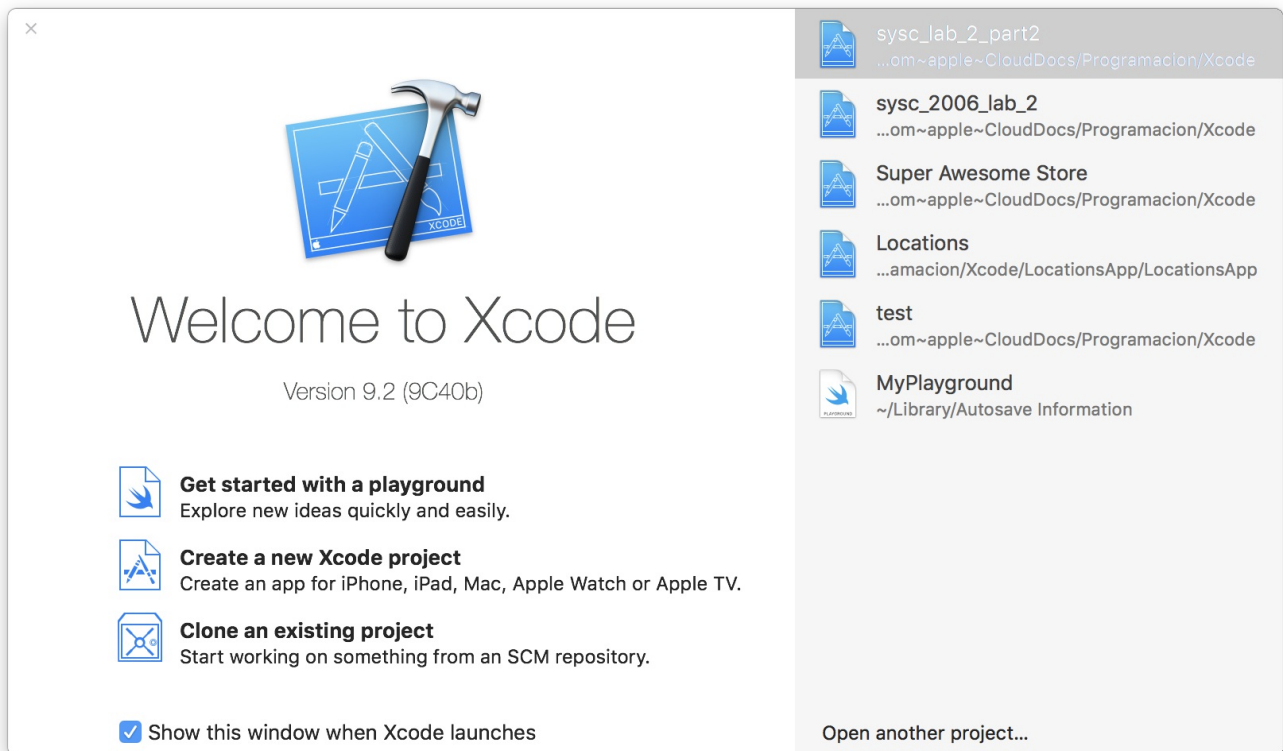 XCODE
Welcome to Xcode
Version 9.2 (9C40b)
Get started with a playground
Explore new ideas quickly and easily.
Create a new Xcode project
Create an app for iPhone, iPad, Mac, Apple Watch or Apple TV.
Clone an existing project
Start working on something from an SCM repository.
Show this window when Xcode launches
sysc_lab_2_part2
...om~apple~CloudDocs/Programacion/Xcode
sysc_2006_lab_2
...om~apple~CloudDocs/Programacion/Xcode
Super Awesome Store
...om~apple~CloudDocs/Programacion/Xcode
Locations
...amacion/Xcode/LocationsApp/LocationsApp
test
...om~apple~CloudDocs/Programacion/Xcode
PLAYGROUND
MyPlayground
~/Library/Autosave Information
Open another project...